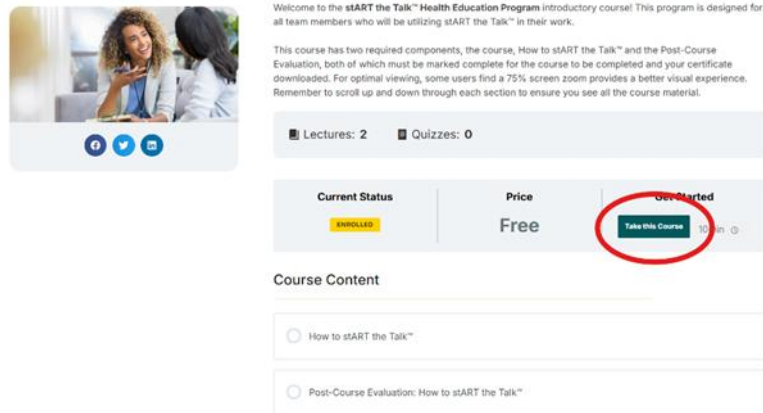 Welcome to the stART the Talk™ Health Education Program introductory course! This program is designed for
all team members who will be utilizing stART the Talk™ in their work.
This course has two required components, the course, How to stART the Talk™ and the Post-Course
Evaluation, both of which must be marked complete for the course to be completed and your certificate
downloaded. For optimal viewing, some users find a 75% screen zoom provides a better visual experience.
Remember to scroll up and down through each section to ensure you see all the course material.
Lectures: 2 Quizzes: 0
Current Status Price Get Started
ENROLLED Free Take this Course
Course Content
How to stART the Talk™
Post-Course Evaluation: How to stART the Talk™